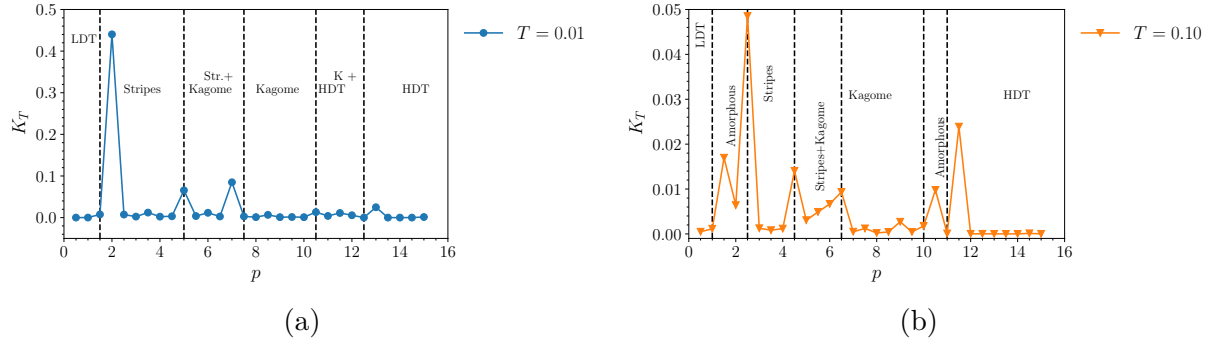 0.5
0.4
0.3
0.2
0.1
0.0
K_T
LDT
Stripes
Str.+
Kagome
Kagome
K +
HDT
HDT
0 2 4 6 8 10 12 14 16
p
T = 0.01
(a)
0.05
0.04
0.03
0.02
0.01
0.00
K_T
LDT
Amorphous
Stripes
Stripes+Kagome
Kagome
Amorphous
HDT
0 2 4 6 8 10 12 14 16
p
T = 0.10
(b)